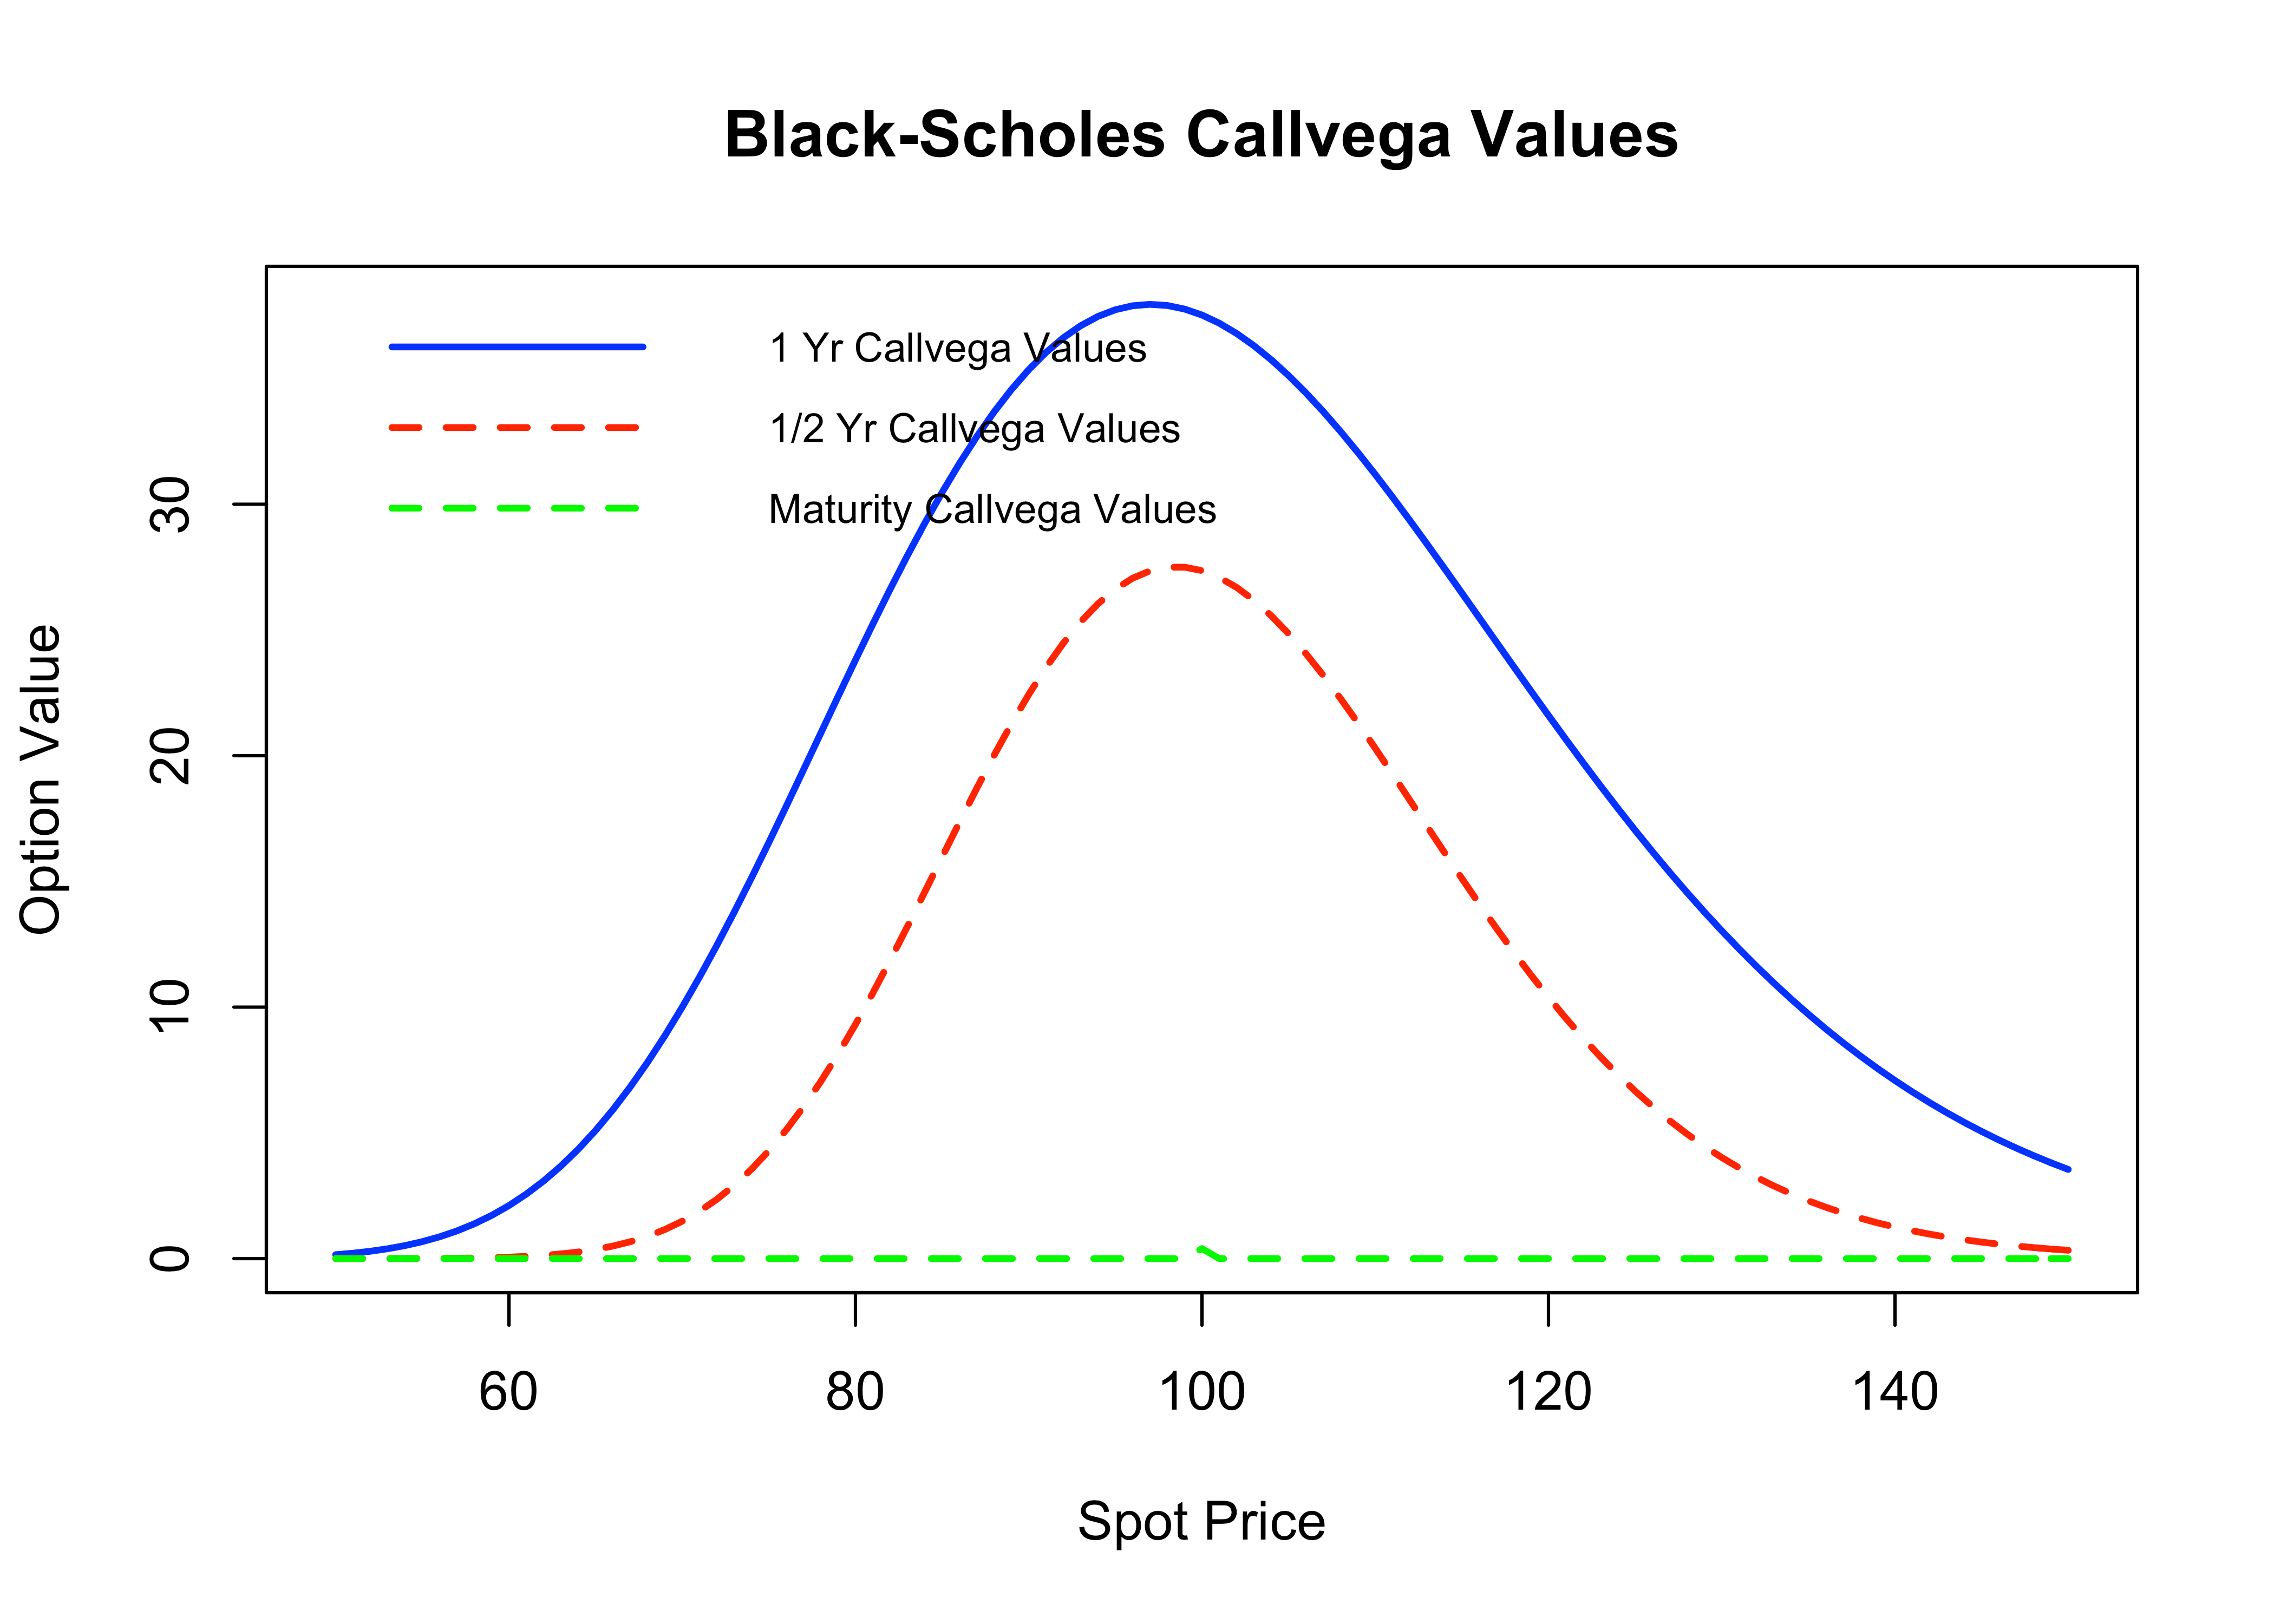 Black-Scholes Callvega Values
1 Yr Callvega Values
1/2 Yr Callvega Values
Maturity Callvega Values
Option Value
30
20
10
0
60 80 100 120 140
Spot Price